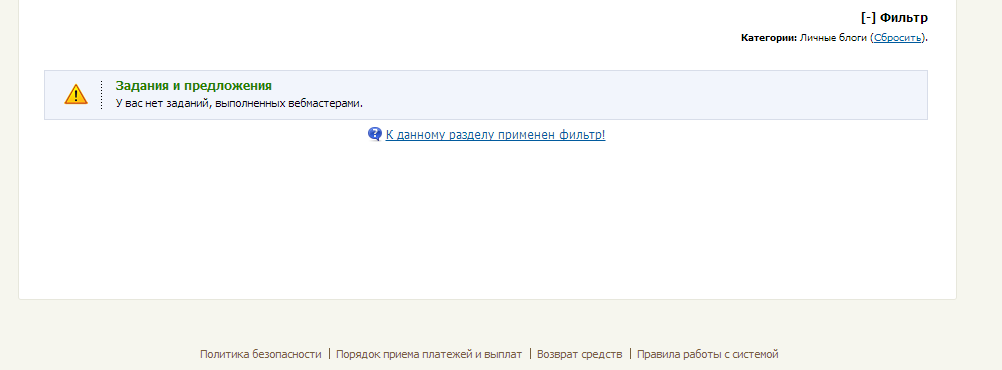 [-] Фильтр
Категории: Личные блоги (Сбросить).
Задания и предложения
У вас нет заданий, выполненных вебмастерами.
К данному разделу применен фильтр!
Политика безопасности | Порядок приема платежей и выплат | Возврат средств | Правила работы с системой